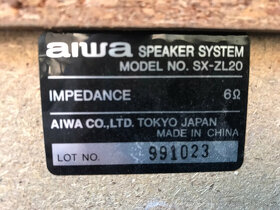 aiwa SPEAKER SYSTEM
MODEL NO. SX-ZL20
IMPEDANCE 6Ω
AIWA CO.,LTD. TOKYO JAPAN
MADE IN CHINA
LOT NO. 991023